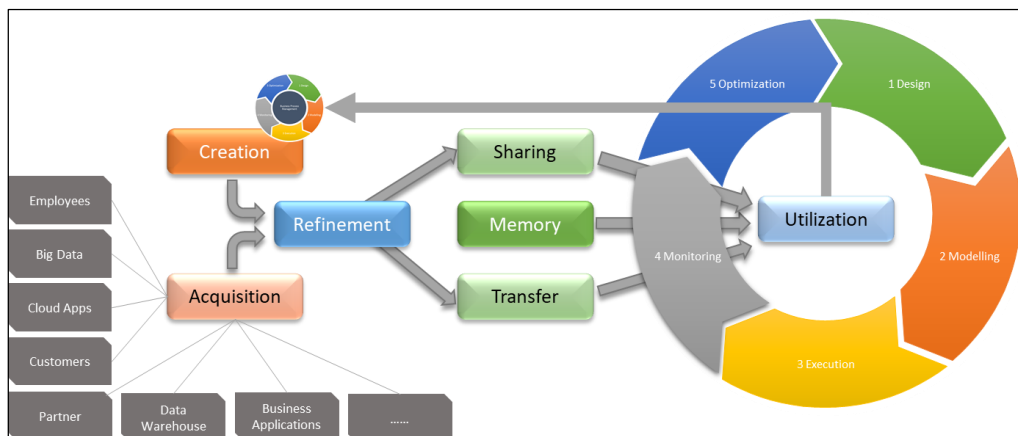 5 Optimization
1 Design
Creation
Sharing
Employees
Refinement
Memory
Utilization
Big Data
4 Monitoring
2 Modelling
Acquisition
Transfer
Cloud Apps
Customers
3 Execution
Partner
Data
Warehouse
Business
Applications
......